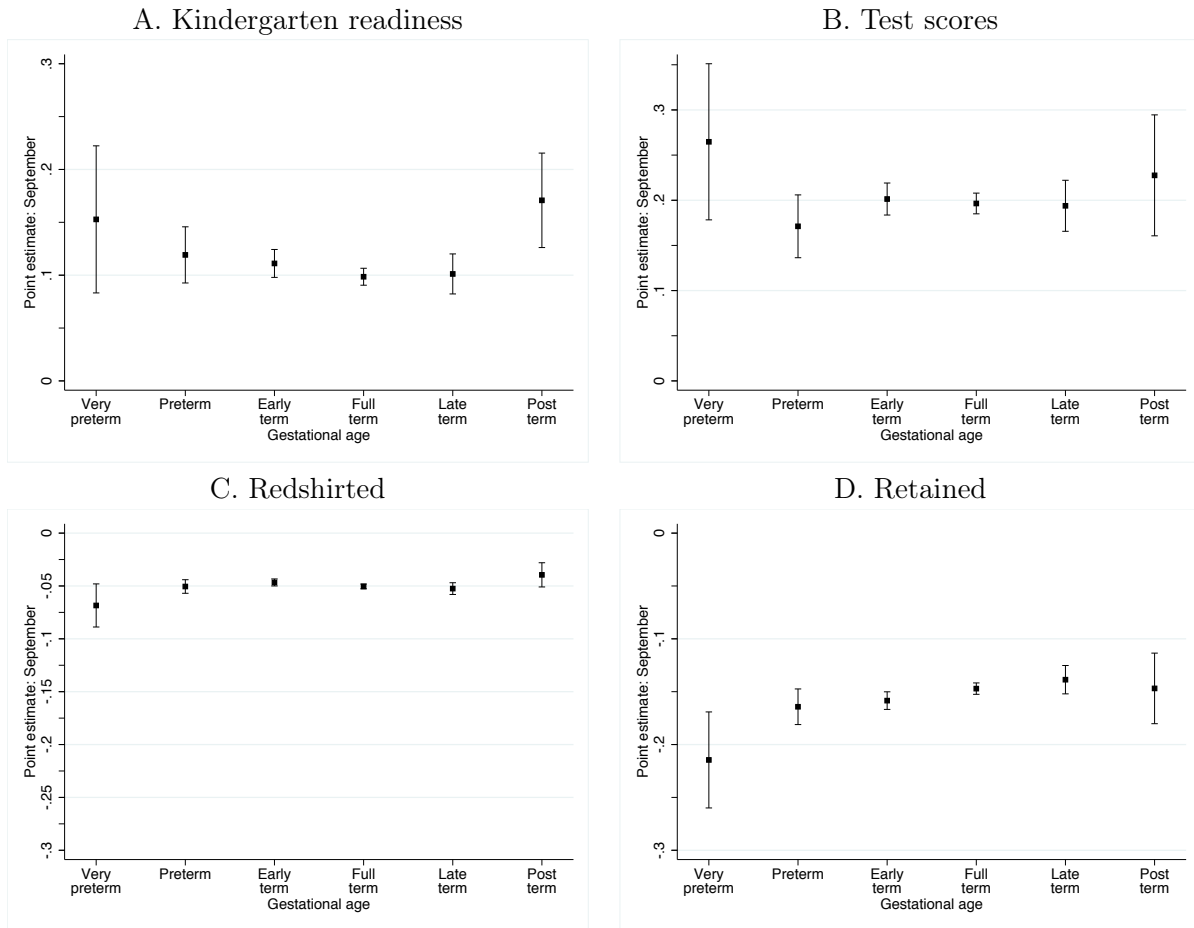 A. Kindergarten readiness
Point estimate: September
.3
.2
.1
0
Very preterm
Preterm
Early term
Full term
Late term
Post term
Gestational age
B. Test scores
Point estimate: September
.3
.2
.1
0
Very preterm
Preterm
Early term
Full term
Late term
Post term
Gestational age
C. Redshirted
Point estimate: September
0
-.05
-.1
-.15
-.2
-.25
-.3
Very preterm
Preterm
Early term
Full term
Late term
Post term
Gestational age
D. Retained
Point estimate: September
0
-.1
-.2
-.3
Very preterm
Preterm
Early term
Full term
Late term
Post term
Gestational age